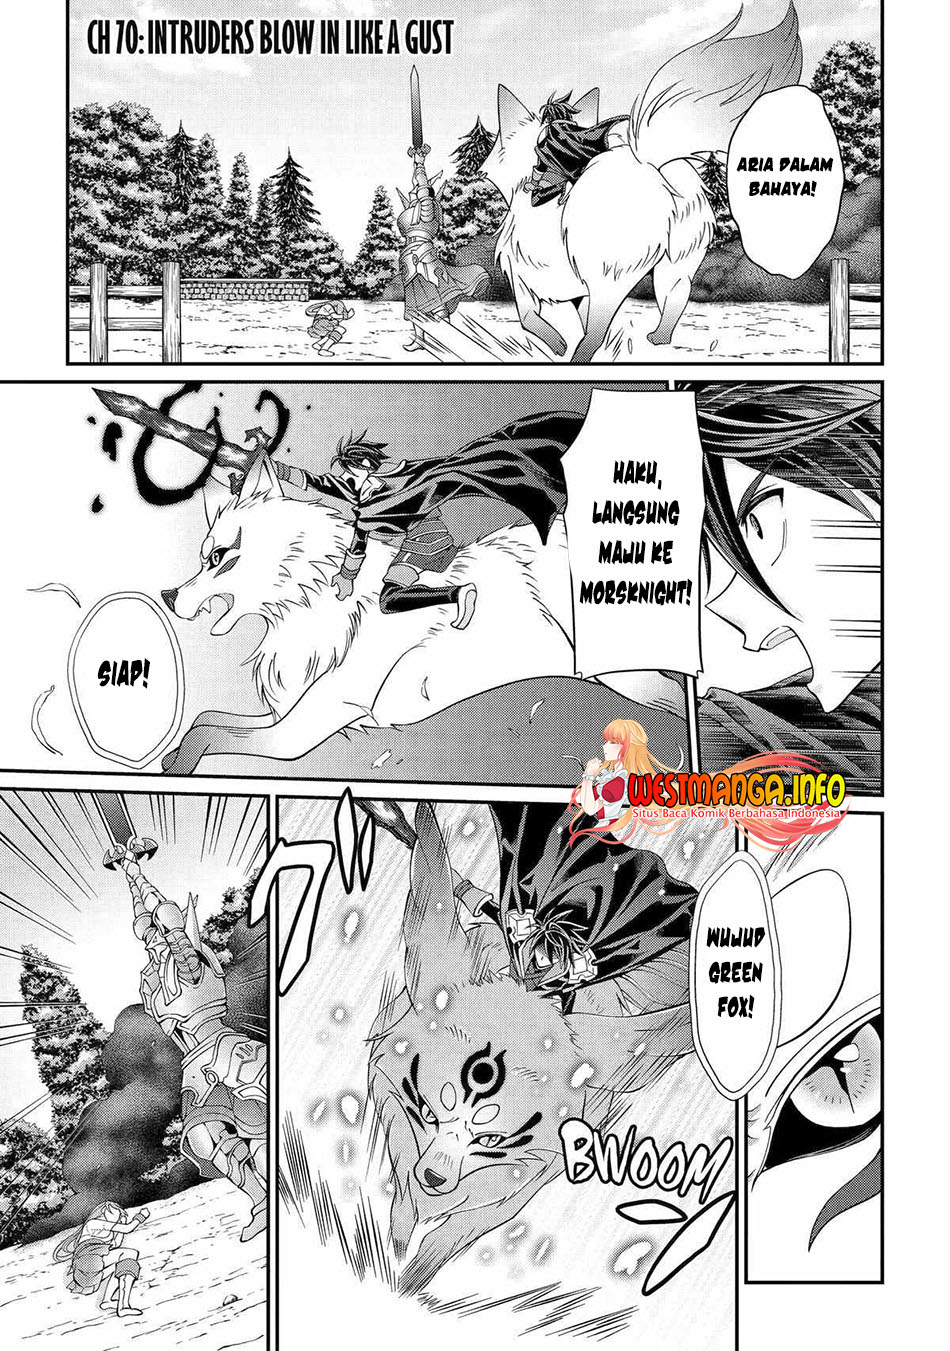 CH 70: INTRUDERS BLOW IN LIKE A GUST
ARIA DALAM
BAHAYA!
HAKU,
LANGSUNG
MAJU KE
MORSKNIGHT!
SIAP!
WESTMANGA.INFO
Situs Baca Komik Berbahasa Indonesia
WUJUD
GREEN
FOX!
BWOOM